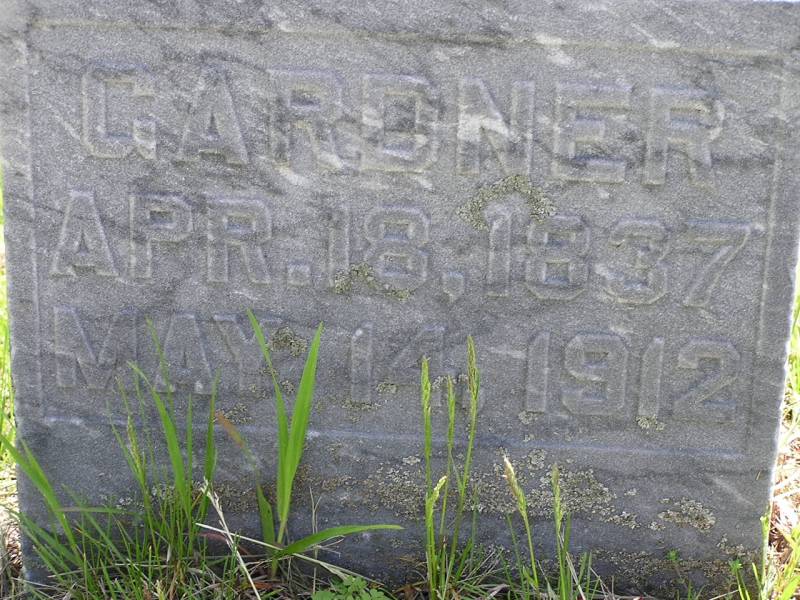 GARDNER
APR. 18, 1837
MAY 14, 1912